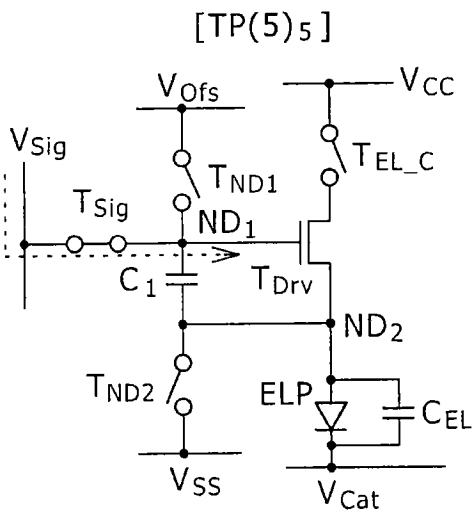 [TP(5)5]
VOfs
VCC
VSig
TND1
TEL_C
TSig
ND1
C1
TDrv
ND2
TND2
ELP
CEL
VSS
VCat